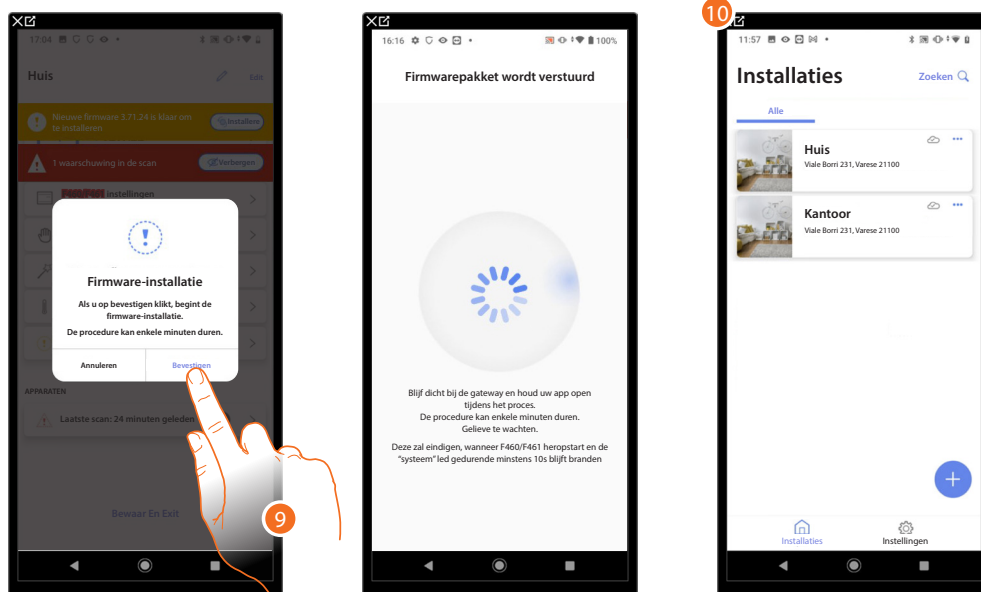 17:04
Huis
Edit
Nieuwe firmware 3.71.24 is klaar om
te installeren
Installere
1 waarschuwing in de scan
Verborgen
instellingen
Firmware-installatie
Als u op bevestigen klikt, begint de
firmware-installatie.
De procedure kan enkele minuten duren.
Annuleren
Bevestigen
APPARATEN
Laatste scan: 24 minuten geleden
Bewaar En Exit
9
16:16
100%
Firmwarepakket wordt verstuurd
Blijf dicht bij de gateway en houd uw app open
tijdens het proces.
De procedure kan enkele minuten duren.
Gelieve te wachten.
Deze zal eindigen, wanneer F460/F461 heropstart en de
“systeem” led gedurende minstens 10s blijft branden
10
11:57
Installaties
Zoeken
Alle
Huis
Viale Borri 231, Varese 21100
Kantoor
Viale Borri 231, Varese 21100
Installaties
Instellingen